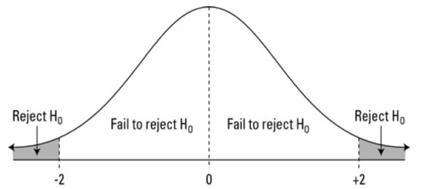 Reject H₀
Fail to reject H₀
Fail to reject H₀
Reject H₀
-2
0
+2